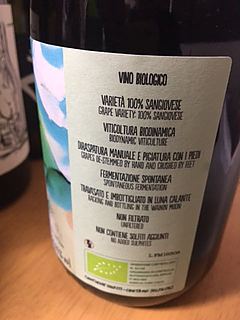 VINO BIOLOGICO
VARIETÀ 100% SANGIOVESE
GRAPE VARIETY: 100% SANGIOVESE
VITICOLTURA BIODINAMICA
BIODYNAMIC VITICULTURE
DIRASPATURA MANUALE E PIGIATURA CON I PIEDI
GRAPES DE-STEMMED BY HAND AND CRUSHED BY FEET
FERMENTAZIONE SPONTANEA
SPONTANEOUS FERMENTATION
TRAVASATO E IMBOTTIGLIATO IN LUNA CALANTE
RACKING AND BOTTLING IN THE WANING MOON
NON FILTRATO
UNFILTERED
NON CONTIENE SOLFITI AGGIUNTI
NO ADDED SULPHITES